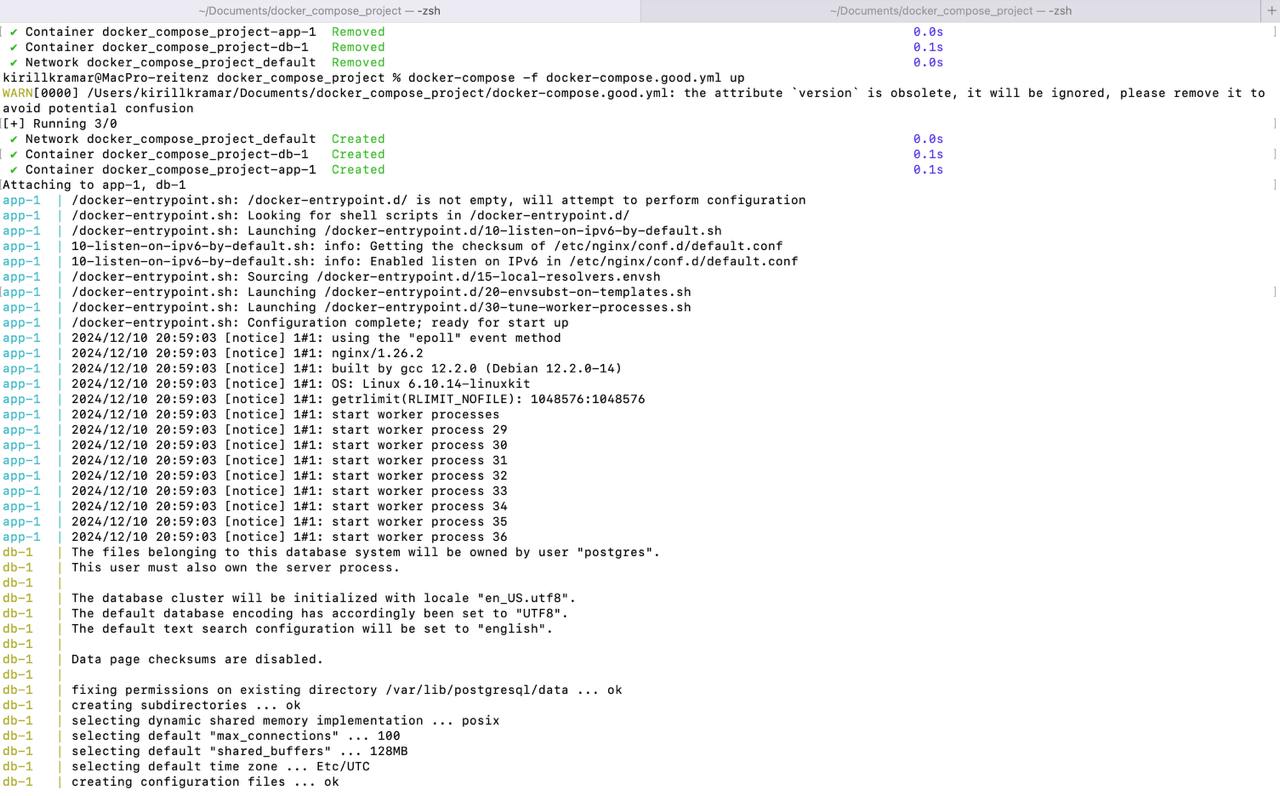 ~/Documents/docker_compose_project — -zsh
~/Documents/docker_compose_project — -zsh
+
[ ✔ Container docker_compose_project-app-1  Removed 0.0s ]
✔ Container docker_compose_project-db-1  Removed 0.1s
✔ Network docker_compose_project_default  Removed 0.0s
kirillkramar@MacPro-reitenz docker_compose_project % docker-compose -f docker-compose.good.yml up
WARN[0000] /Users/kirillkramar/Documents/docker_compose_project/docker-compose.good.yml: the attribute `version` is obsolete, it will be ignored, please remove it to
avoid potential confusion
[[+] Running 3/0 ]
✔ Network docker_compose_project_default  Created 0.0s ]
[ ✔ Container docker_compose_project-db-1  Created 0.1s ]
✔ Container docker_compose_project-app-1  Created 0.1s
[Attaching to app-1, db-1 ]
app-1  | /docker-entrypoint.sh: /docker-entrypoint.d/ is not empty, will attempt to perform configuration
app-1  | /docker-entrypoint.sh: Looking for shell scripts in /docker-entrypoint.d/
app-1  | /docker-entrypoint.sh: Launching /docker-entrypoint.d/10-listen-on-ipv6-by-default.sh
app-1  | 10-listen-on-ipv6-by-default.sh: info: Getting the checksum of /etc/nginx/conf.d/default.conf
app-1  | 10-listen-on-ipv6-by-default.sh: info: Enabled listen on IPv6 in /etc/nginx/conf.d/default.conf
app-1  | /docker-entrypoint.sh: Sourcing /docker-entrypoint.d/15-local-resolvers.envsh
[app-1  | /docker-entrypoint.sh: Launching /docker-entrypoint.d/20-envsubst-on-templates.sh ]
app-1  | /docker-entrypoint.sh: Launching /docker-entrypoint.d/30-tune-worker-processes.sh
app-1  | /docker-entrypoint.sh: Configuration complete; ready for start up
app-1  | 2024/12/10 20:59:03 [notice] 1#1: using the "epoll" event method
app-1  | 2024/12/10 20:59:03 [notice] 1#1: nginx/1.26.2
app-1  | 2024/12/10 20:59:03 [notice] 1#1: built by gcc 12.2.0 (Debian 12.2.0-14)
app-1  | 2024/12/10 20:59:03 [notice] 1#1: OS: Linux 6.10.14-linuxkit
app-1  | 2024/12/10 20:59:03 [notice] 1#1: getrlimit(RLIMIT_NOFILE): 1048576:1048576
app-1  | 2024/12/10 20:59:03 [notice] 1#1: start worker processes
app-1  | 2024/12/10 20:59:03 [notice] 1#1: start worker process 29
app-1  | 2024/12/10 20:59:03 [notice] 1#1: start worker process 30
app-1  | 2024/12/10 20:59:03 [notice] 1#1: start worker process 31
app-1  | 2024/12/10 20:59:03 [notice] 1#1: start worker process 32
app-1  | 2024/12/10 20:59:03 [notice] 1#1: start worker process 33
app-1  | 2024/12/10 20:59:03 [notice] 1#1: start worker process 34
app-1  | 2024/12/10 20:59:03 [notice] 1#1: start worker process 35
app-1  | 2024/12/10 20:59:03 [notice] 1#1: start worker process 36
db-1   | The files belonging to this database system will be owned by user "postgres".
db-1   | This user must also own the server process.
db-1   |
db-1   | The database cluster will be initialized with locale "en_US.utf8".
db-1   | The default database encoding has accordingly been set to "UTF8".
db-1   | The default text search configuration will be set to "english".
db-1   |
db-1   | Data page checksums are disabled.
db-1   |
db-1   | fixing permissions on existing directory /var/lib/postgresql/data ... ok
db-1   | creating subdirectories ... ok
db-1   | selecting dynamic shared memory implementation ... posix
db-1   | selecting default "max_connections" ... 100
db-1   | selecting default "shared_buffers" ... 128MB
db-1   | selecting default time zone ... Etc/UTC
db-1   | creating configuration files ... ok